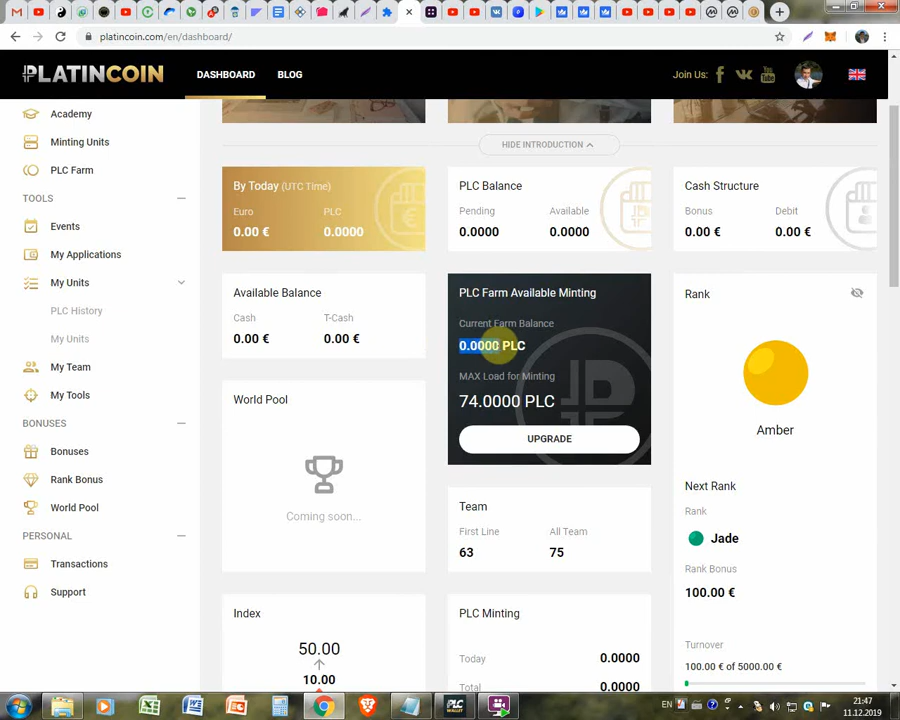 platincoin.com/en/dashboard/
PLATINCOIN
DASHBOARD
BLOG
Join Us:
Academy
Minting Units
PLC Farm
TOOLS
Events
My Applications
My Units
PLC History
My Units
My Team
My Tools
BONUSES
Bonuses
Rank Bonus
World Pool
PERSONAL
Transactions
Support
HIDE INTRODUCTION
By Today (UTC Time)
Euro PLC
0.00 € 0.0000
PLC Balance
Pending Available
0.0000 0.0000
Cash Structure
Bonus Debit
0.00 € 0.00 €
Available Balance
Cash T-Cash
0.00 € 0.00 €
PLC Farm Available Minting
Current Farm Balance
0.0000 PLC
MAX Load for Minting
74.0000 PLC
UPGRADE
Rank
Amber
Next Rank
Rank
Jade
Rank Bonus
100.00 €
Turnover
100.00 € of 5000.00 €
World Pool
Coming soon...
Team
First Line All Team
63 75
Index
50.00
10.00
PLC Minting
Today 0.0000
Total 0.0000
EN
21:47
11.12.2019